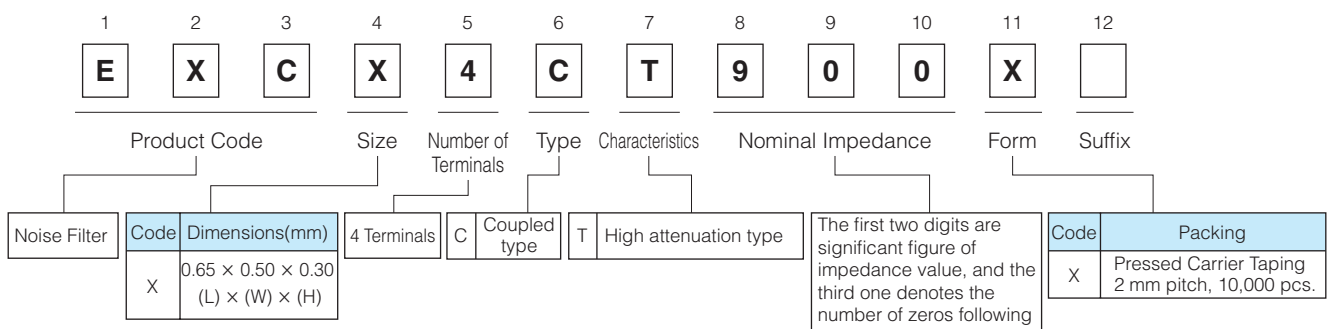 1 2 3 4 5 6 7 8 9 10 11 12
E X C X 4 C T 9 0 0 X
Product Code Size Number of Terminals Type Characteristics Nominal Impedance Form Suffix
Noise Filter
Code Dimensions(mm)
X 0.65 × 0.50 × 0.30
(L) × (W) × (H)
4 Terminals
C Coupled
type
T High attenuation type
The first two digits are
significant figure of
impedance value, and the
third one denotes the
number of zeros following
Code Packing
X Pressed Carrier Taping
2 mm pitch, 10,000 pcs.